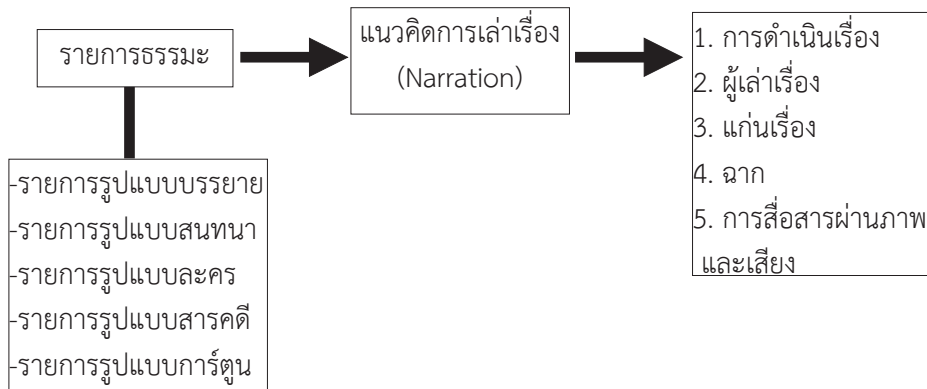 รายการธรรมะ
-รายการรูปแบบบรรยาย
-รายการรูปแบบสนทนา
-รายการรูปแบบละคร
-รายการรูปแบบสารคดี
-รายการรูปแบบการ์ตูน
แนวคิดการเล่าเรื่อง
(Narration)
1. การดำเนินเรื่อง
2. ผู้เล่าเรื่อง
3. แก่นเรื่อง
4. ฉาก
5. การสื่อสารผ่านภาพ
และเสียง